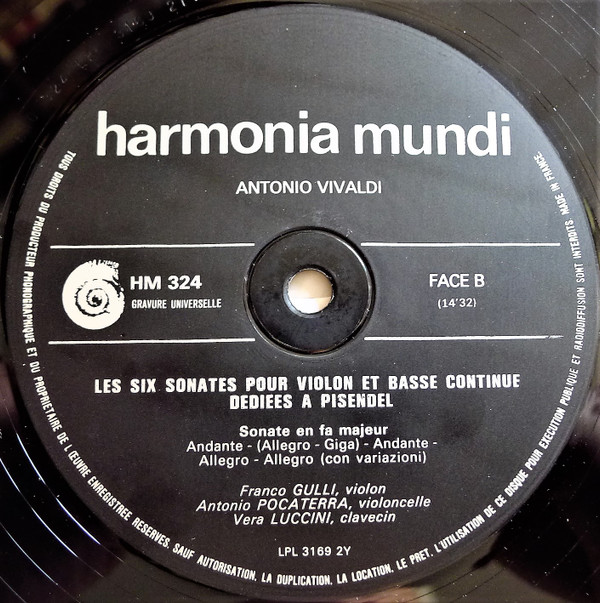 harmonia mundi
ANTONIO VIVALDI
HM 324
GRAVURE UNIVERSELLE
FACE B
(14'32)
LES SIX SONATES POUR VIOLON ET BASSE CONTINUE
DEDIEES A PISENDEL
Sonate en fa majeur
Andante - (Allegro - Giga) - Andante -
Allegro - Allegro (con variazioni)
Franco GULLI, violon
Antonio POCATERRA, violoncelle
Vera LUCCINI, clavecin
LPL 3169 2Y
TOUS DROITS DU PRODUCTEUR PHONOGRAPHIQUE ET DU PROPRIETAIRE DE L'ŒUVRE ENREGISTREE RESERVES. SAUF AUTORISATION, LA DUPLICATION, LA LOCATION, LE PRET, L'UTILISATION DE CE DISQUE POUR EXECUTION PUBLIQUE ET RADIODIFFUSION SONT INTERDITS MADE IN FRANCE